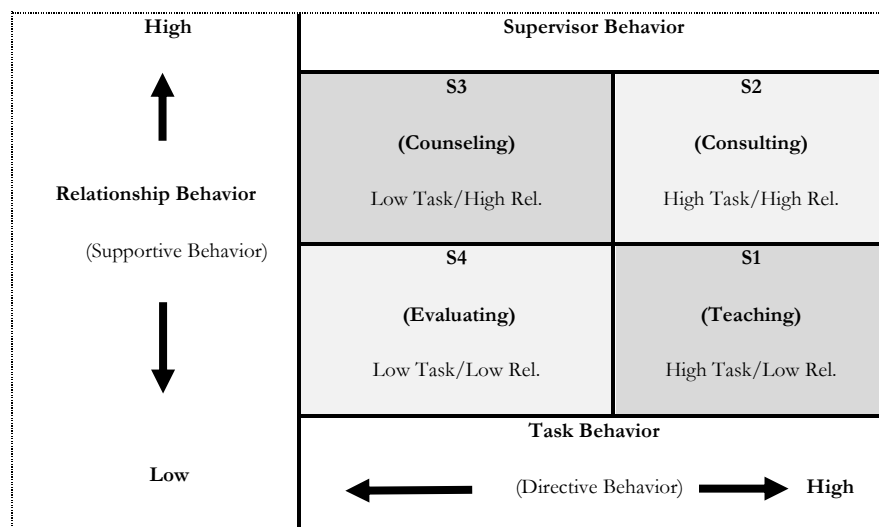 High
Supervisor Behavior
S3
(Counseling)
Low Task/High Rel.
S2
(Consulting)
High Task/High Rel.
Relationship Behavior
(Supportive Behavior)
S4
(Evaluating)
Low Task/Low Rel.
S1
(Teaching)
High Task/Low Rel.
Low
Task Behavior
(Directive Behavior)
High